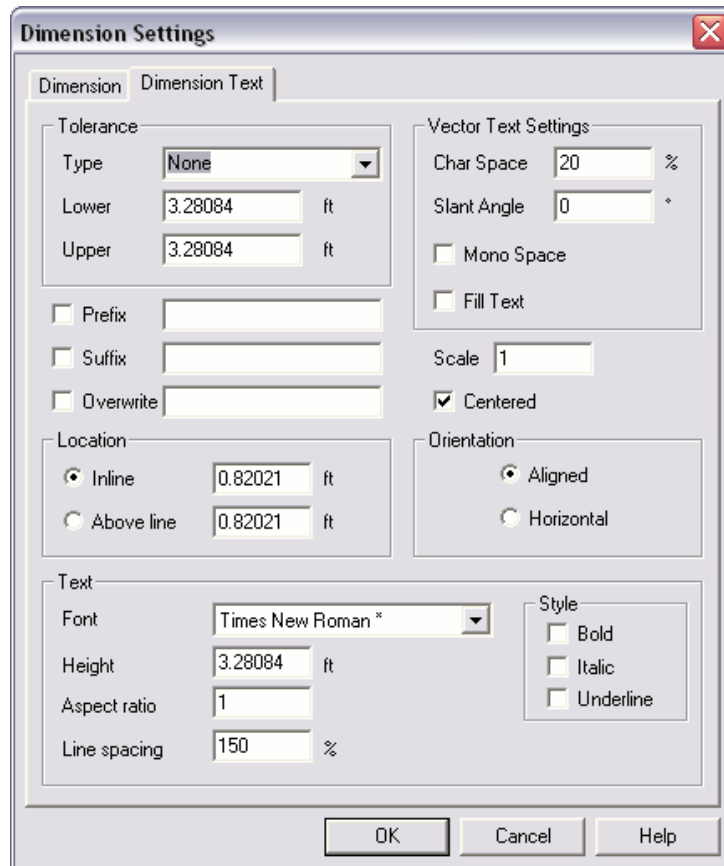 Dimension Settings
Dimension
Dimension Text
Tolerance
Type None
Lower 3.28084 ft
Upper 3.28084 ft
Prefix
Suffix
Overwrite
Vector Text Settings
Char Space 20 %
Slant Angle 0 °
Mono Space
Fill Text
Scale 1
Centered
Location
Inline 0.82021 ft
Above line 0.82021 ft
Orientation
Aligned
Horizontal
Text
Font Times New Roman *
Height 3.28084 ft
Aspect ratio 1
Line spacing 150 %
Style
Bold
Italic
Underline
OK
Cancel
Help